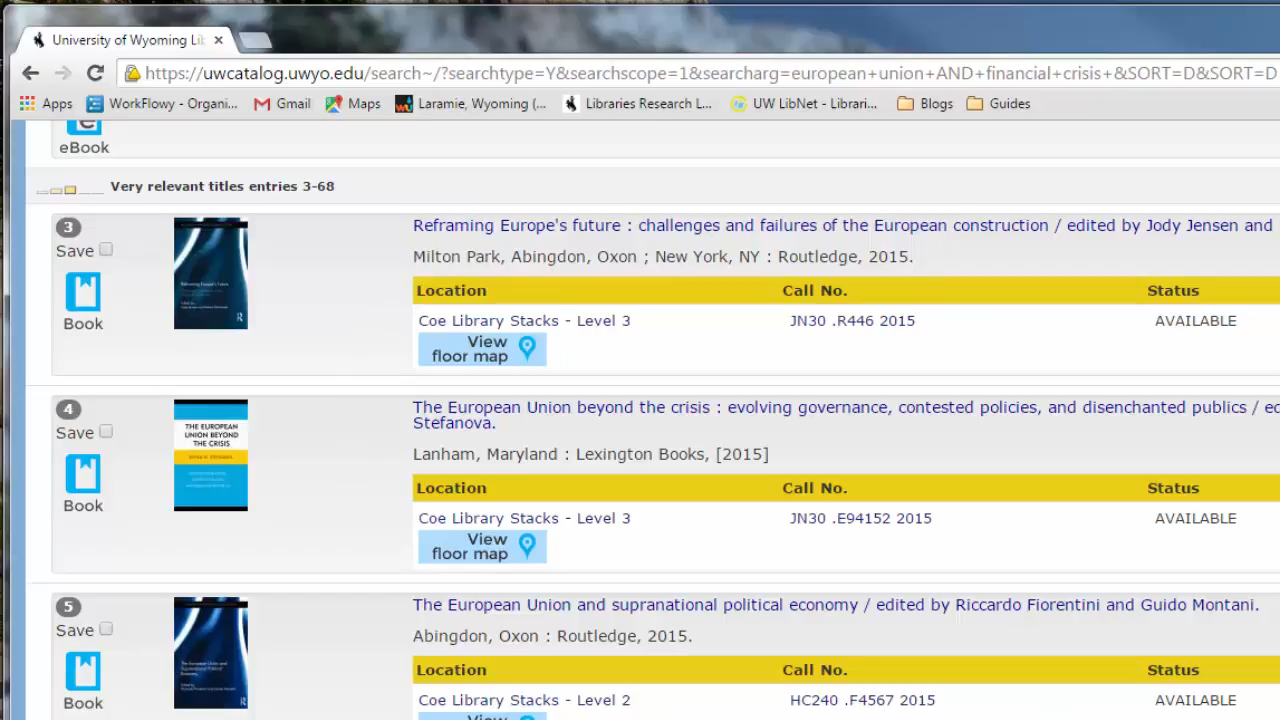 University of Wyoming Lib
https://uwcatalog.uwyo.edu/search~/?searchtype=Y&searchscope=1&searcharg=european+union+AND+financial+crisis+&SORT=D&SORT=D
Apps WorkFlowy - Organi... Gmail Maps Laramie, Wyoming (... Libraries Research L... UW LibNet - Librari... Blogs Guides
eBook
Very relevant titles entries 3-68
3
Save
Book
Reframing Europe's future : challenges and failures of the European construction / edited by Jody Jensen and
Milton Park, Abingdon, Oxon ; New York, NY : Routledge, 2015.
Location Call No. Status
Coe Library Stacks - Level 3 JN30 .R446 2015 AVAILABLE
View
floor map
4
Save
Book
THE EUROPEAN
UNION BEYOND
THE CRISIS
The European Union beyond the crisis : evolving governance, contested policies, and disenchanted publics / ed
Stefanova.
Lanham, Maryland : Lexington Books, [2015]
Location Call No. Status
Coe Library Stacks - Level 3 JN30 .E94152 2015 AVAILABLE
View
floor map
5
Save
Book
The European Union and supranational political economy / edited by Riccardo Fiorentini and Guido Montani.
Abingdon, Oxon : Routledge, 2015.
Location Call No. Status
Coe Library Stacks - Level 2 HC240 .F4567 2015 AVAILABLE
View